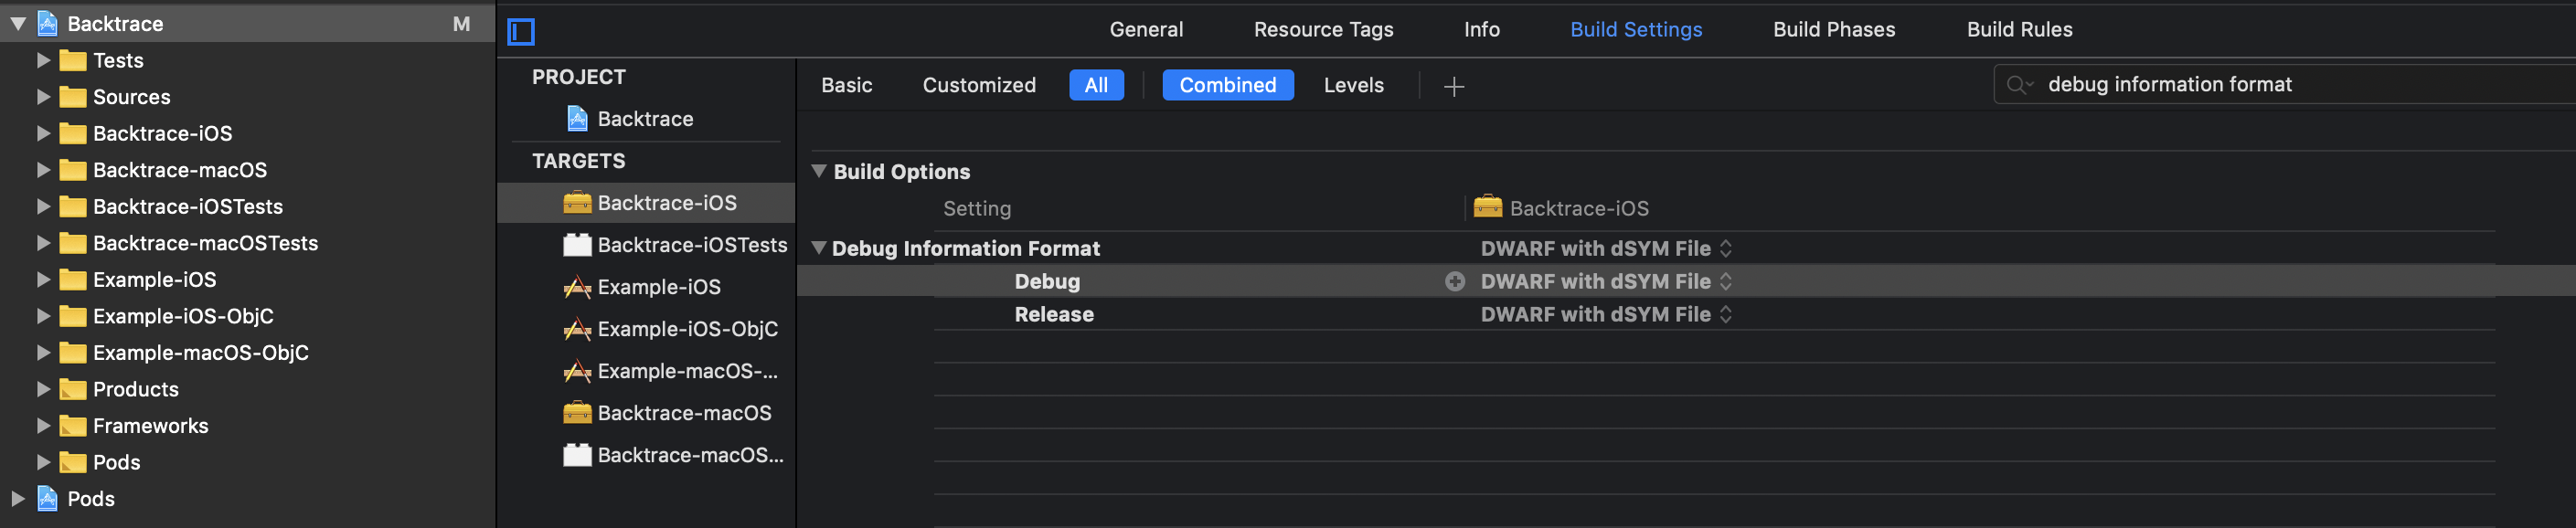 Backtrace M
Tests
Sources
Backtrace-iOS
Backtrace-macOS
Backtrace-iOSTests
Backtrace-macOSTests
Example-iOS
Example-iOS-ObjC
Example-macOS-ObjC
Products
Frameworks
Pods
Pods
General Resource Tags Info Build Settings Build Phases Build Rules
PROJECT
Backtrace
TARGETS
Backtrace-iOS
Backtrace-iOSTests
Example-iOS
Example-iOS-ObjC
Example-macOS-...
Backtrace-macOS
Backtrace-macOS...
Basic Customized All Combined Levels + debug information format
Build Options
Setting Backtrace-iOS
Debug Information Format DWARF with dSYM File
Debug DWARF with dSYM File
Release DWARF with dSYM File